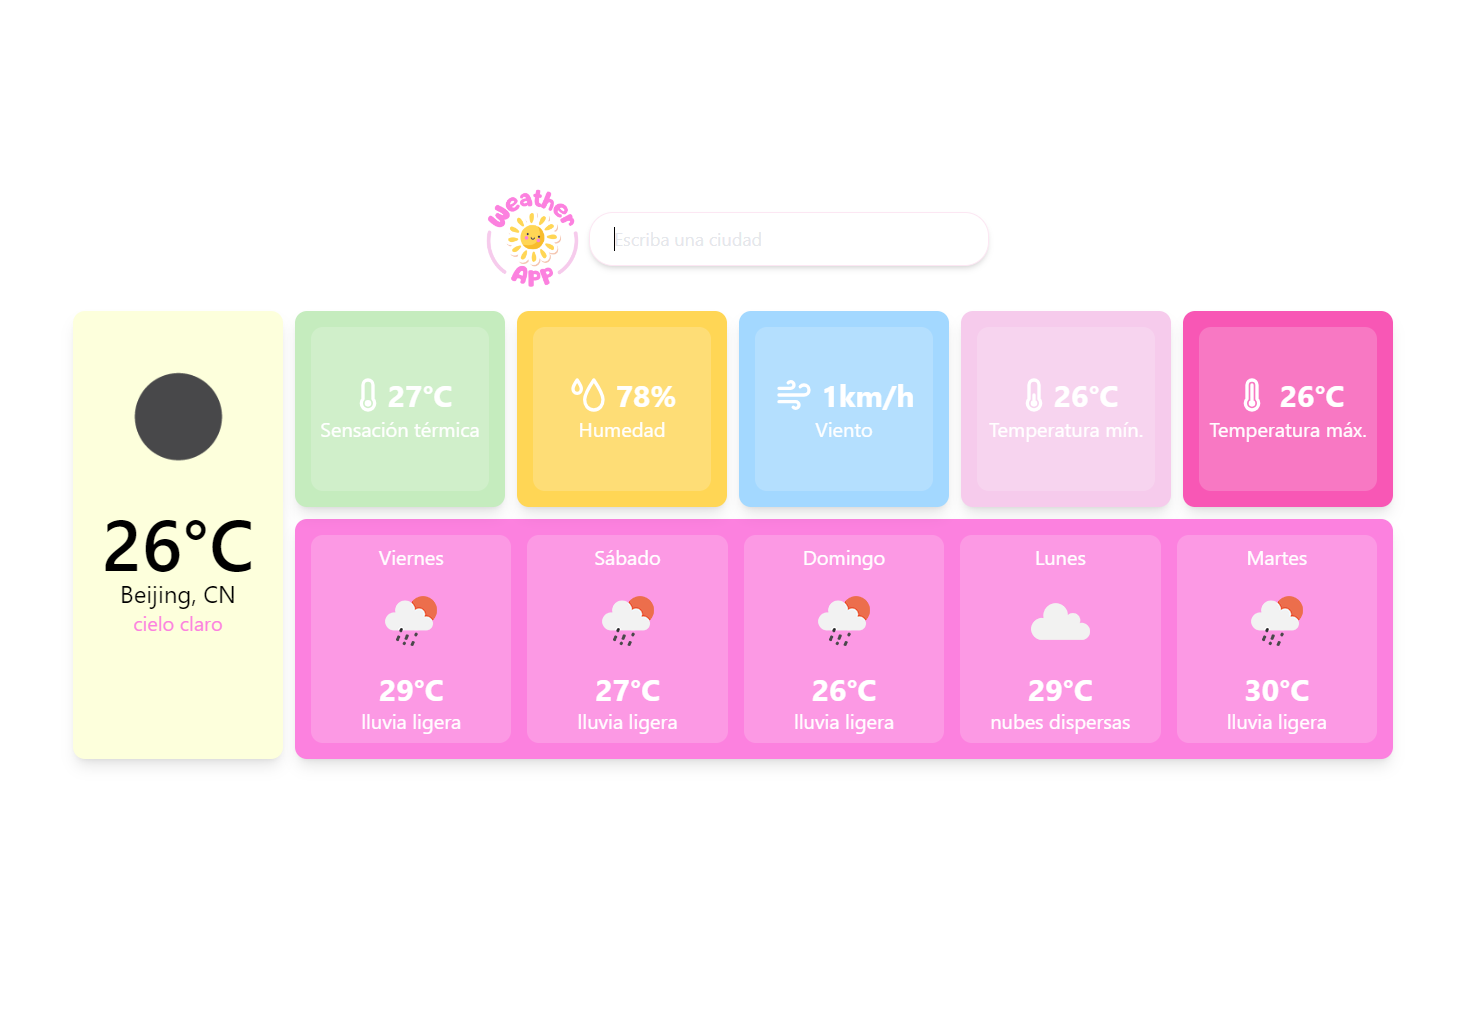 Weather
App
Escriba una ciudad
26°C
Beijing, CN
cielo claro
27°C
Sensación térmica
78%
Humedad
1km/h
Viento
26°C
Temperatura mín.
26°C
Temperatura máx.
Viernes
29°C
lluvia ligera
Sábado
27°C
lluvia ligera
Domingo
26°C
lluvia ligera
Lunes
29°C
nubes dispersas
Martes
30°C
lluvia ligera